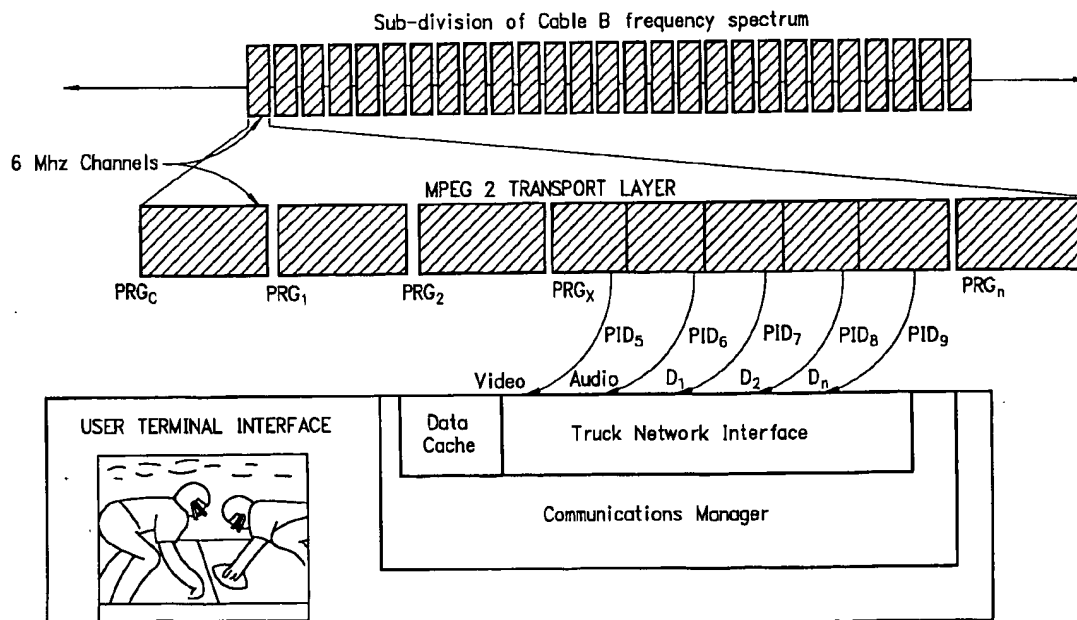 Sub-division of Cable B frequency spectrum
6 Mhz Channels
MPEG 2 TRANSPORT LAYER
PRG_C
PRG_1
PRG_2
PRG_X
PRG_n
PID_5
PID_6
PID_7
PID_8
PID_9
Video
Audio
D_1
D_2
D_n
USER TERMINAL INTERFACE
Data
Cache
Truck Network Interface
Communications Manager